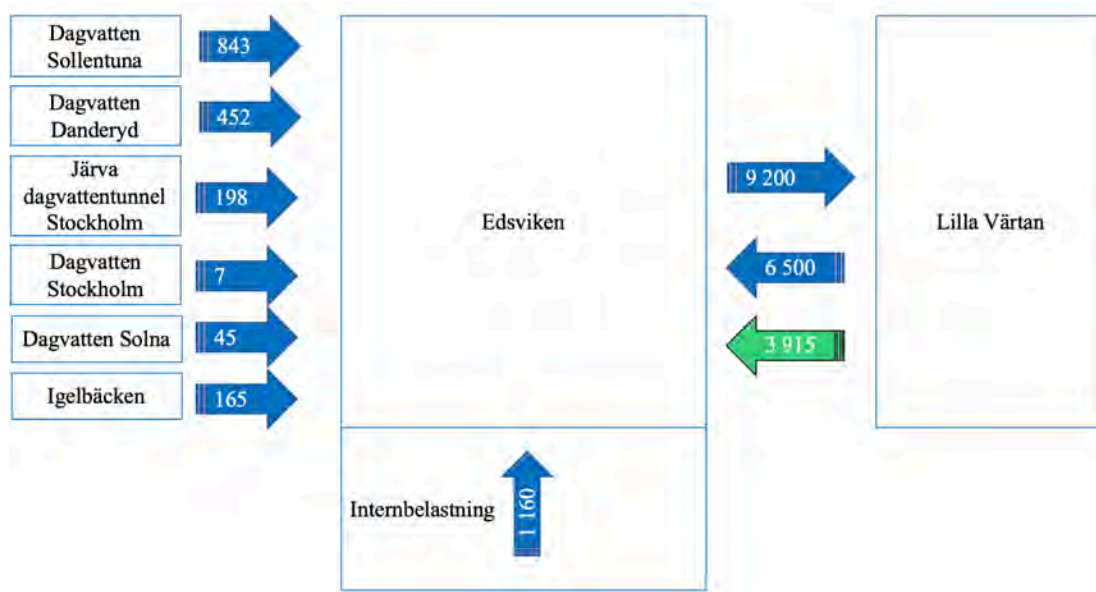 Dagvatten
Sollentuna
843
Dagvatten
Danderyd
452
Järva
dagvattentunnel
Stockholm
198
Dagvatten
Stockholm
7
Dagvatten Solna
45
Igelbäcken
165
Edsviken
9 200
6 500
3 915
Lilla Värtan
Internbelastning
1 160